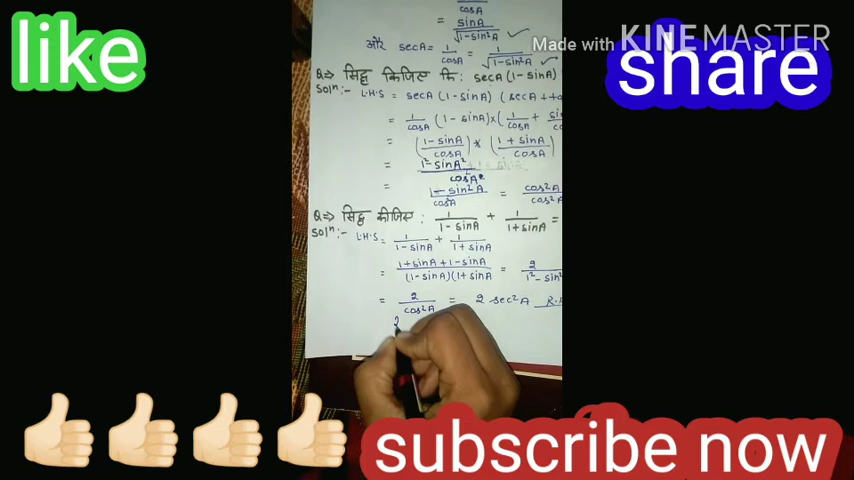 like
Made with KINEMASTER
share
cosA
= sinA/√1-sin²A
और secA = 1/cosA = 1/√1-sin²A
Q⇒ सिद्ध किजिए कि: secA (1-sinA)
Solⁿ:- L.H.S = secA (1-sinA) (secA +
= 1/cosA (1-sinA)×(1/cosA +
= (1-sinA/cosA) × (1+sinA/cosA)
= 1²-sinA²/cos²A
= 1-sin²A/cos²A = cos²A/cos²A
Q⇒ सिद्ध कीजिए: 1/1-sinA + 1/1+sinA =
Solⁿ:- L.H.S = 1/1-sinA + 1/1+sinA
= 1+sinA+1-sinA/(1-sinA)(1+sinA = 2/1²-sin²
= 2/cos²A = 2 sec²A R.
subscribe now